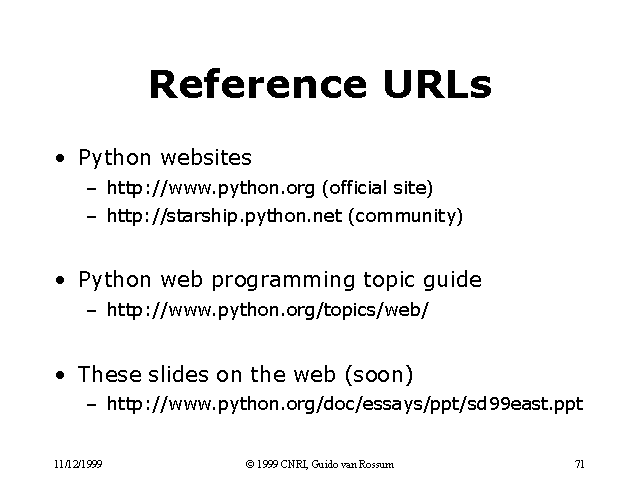 Reference URLs
• Python websites
– http://www.python.org (official site)
– http://starship.python.net (community)
• Python web programming topic guide
– http://www.python.org/topics/web/
• These slides on the web (soon)
– http://www.python.org/doc/essays/ppt/sd99east.ppt
11/12/1999 © 1999 CNRI, Guido van Rossum 71